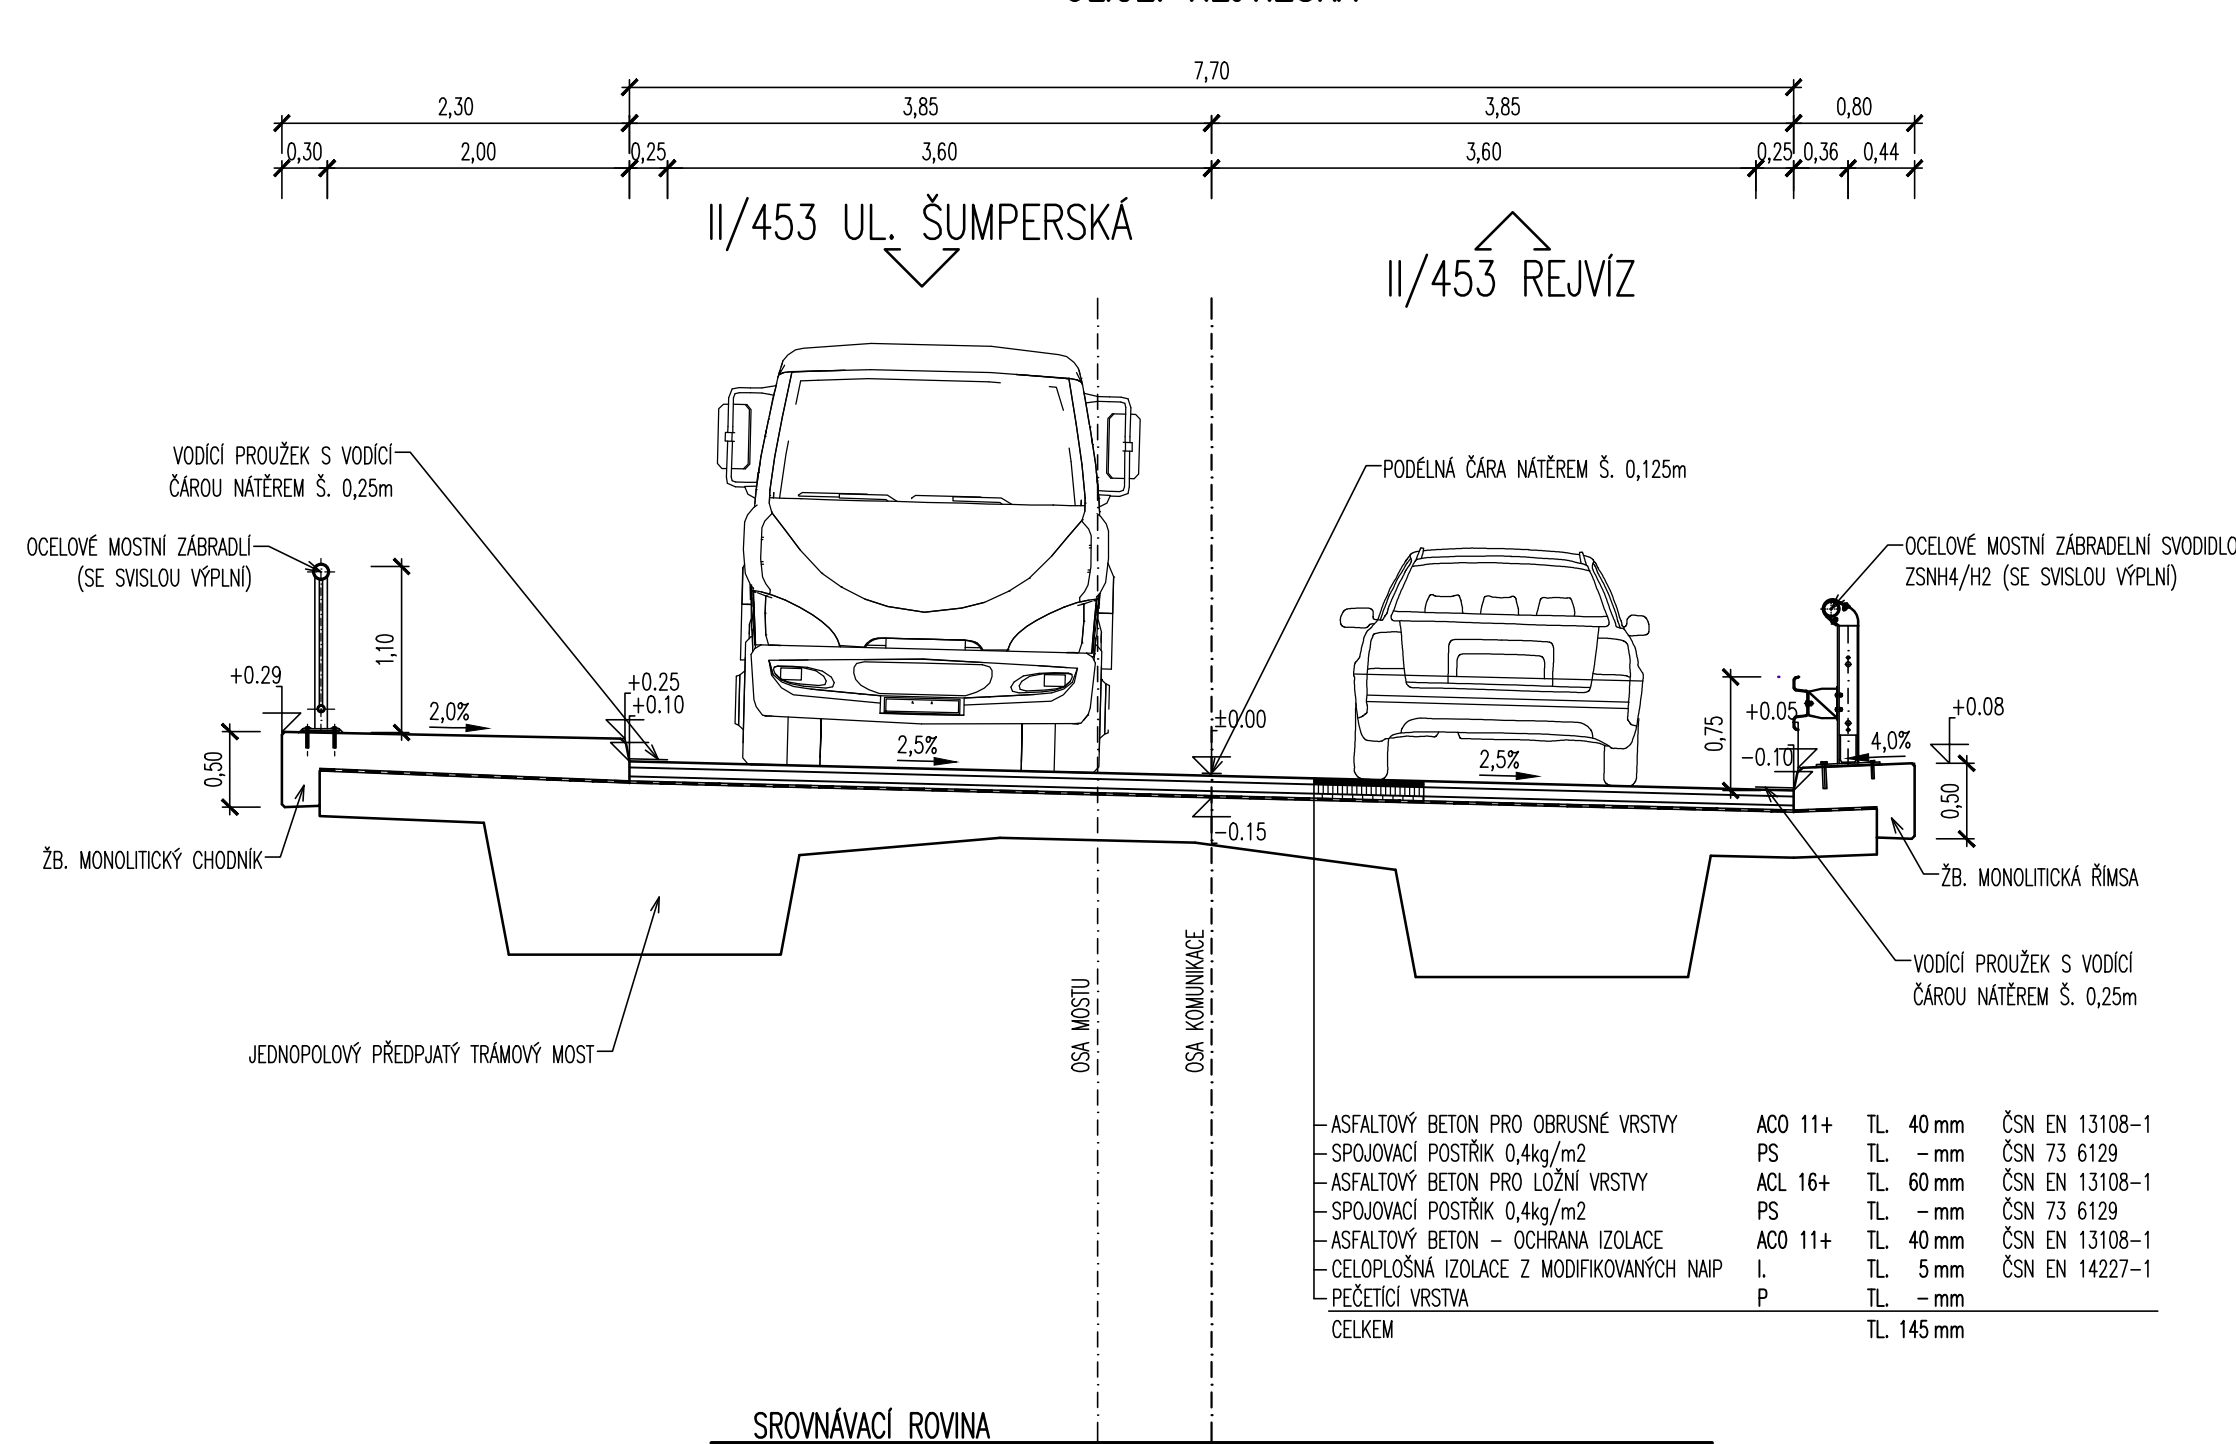 7,70
2,30 3,85 3,85 0,80
0,30 2,00 0,25 3,60 3,60 0,25 0,36 0,44
II/453 UL. ŠUMPERSKÁ
II/453 REJVÍZ
VODÍCÍ PROUŽEK S VODÍCÍ
ČÁROU NÁTĚREM Š. 0,25m
PODÉLNÁ ČÁRA NÁTĚREM Š. 0,125m
OCELOVÉ MOSTNÍ ZÁBRADLÍ
(SE SVISLOU VÝPLNÍ)
OCELOVÉ MOSTNÍ ZÁBRADELNÍ SVODIDLO
ZSNH4/H2 (SE SVISLOU VÝPLNÍ)
1,10
+0.29
+0.25
+0.10
2,0%
0,50
2,5%
±0.00
-0.15
2,5%
0,75
+0.05
-0.10
4,0%
+0.08
0,50
ŽB. MONOLITICKÝ CHODNÍK
ŽB. MONOLITICKÁ ŘÍMSA
VODÍCÍ PROUŽEK S VODÍCÍ
ČÁROU NÁTĚREM Š. 0,25m
JEDNOPOLOVÝ PŘEDPJATÝ TRÁMOVÝ MOST
OSA MOSTU
OSA KOMUNIKACE
ASFALTOVÝ BETON PRO OBRUSNÉ VRSTVY ACO 11+ TL. 40 mm ČSN EN 13108-1
SPOJOVACÍ POSTŘIK 0,4kg/m2 PS TL. - mm ČSN 73 6129
ASFALTOVÝ BETON PRO LOŽNÍ VRSTVY ACL 16+ TL. 60 mm ČSN EN 13108-1
SPOJOVACÍ POSTŘIK 0,4kg/m2 PS TL. - mm ČSN 73 6129
ASFALTOVÝ BETON - OCHRANA IZOLACE ACO 11+ TL. 40 mm ČSN EN 13108-1
CELOPLOŠNÁ IZOLACE Z MODIFIKOVANÝCH NAIP I. TL. 5 mm ČSN EN 14227-1
PEČETÍCÍ VRSTVA P TL. - mm
CELKEM TL. 145 mm
SROVNÁVACÍ ROVINA